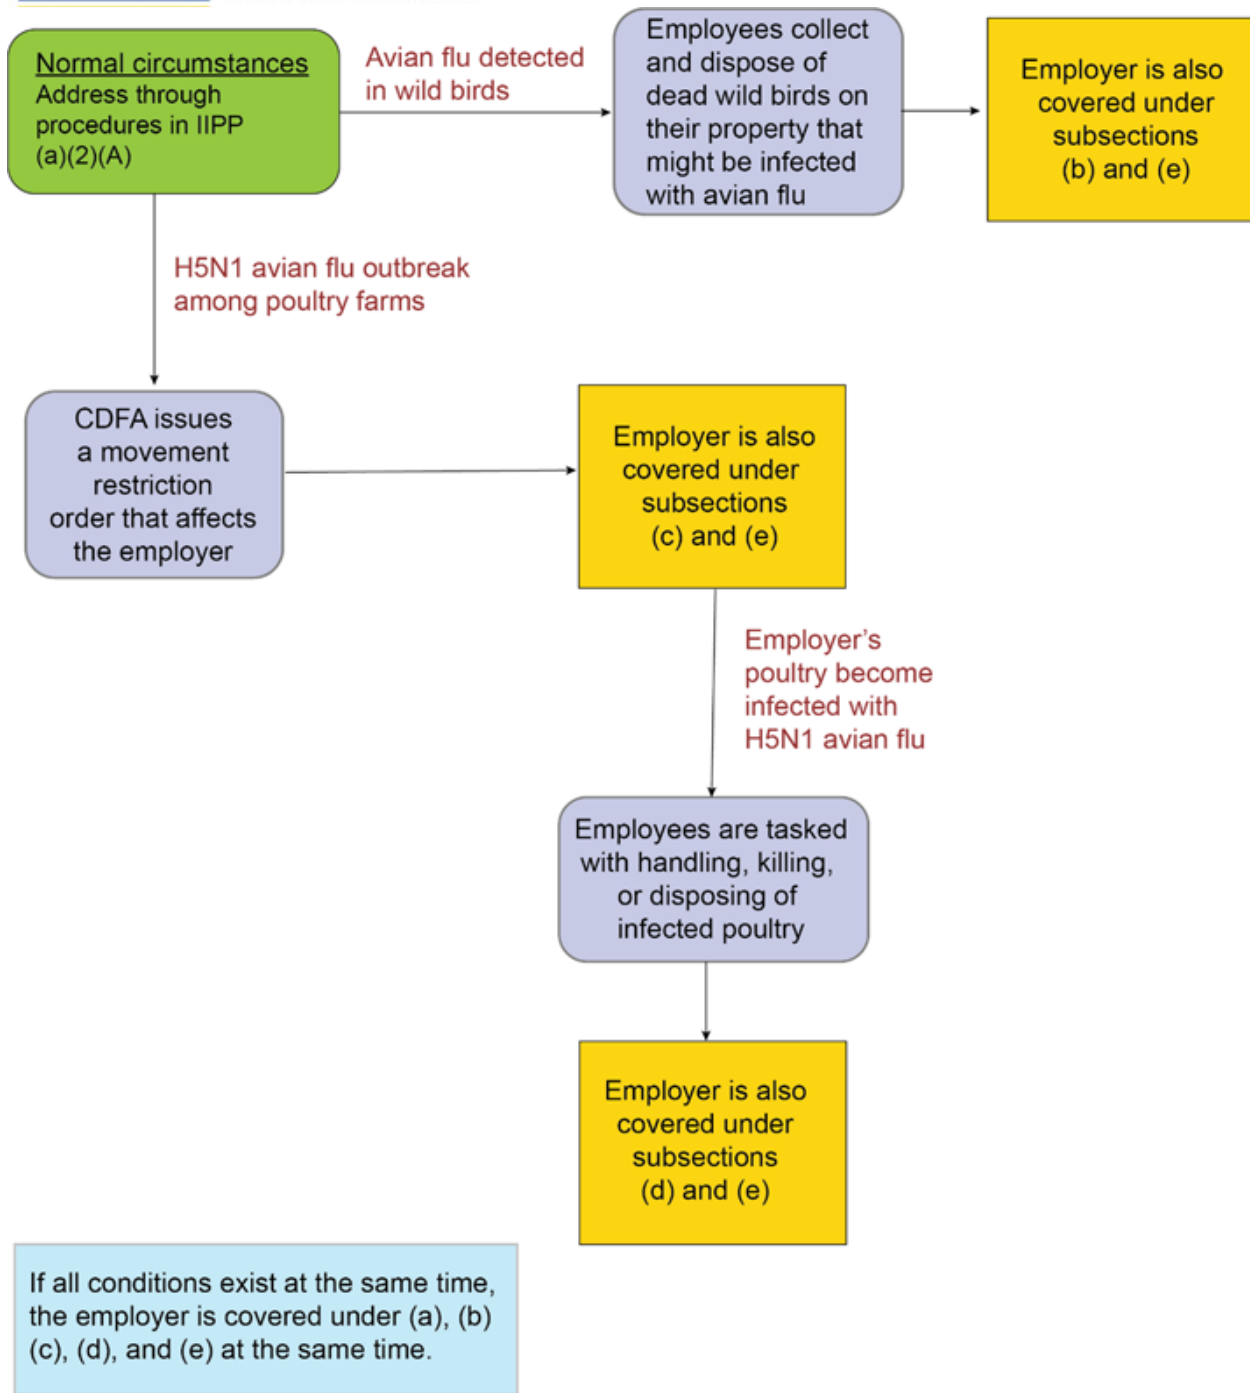 Normal circumstances
Address through
procedures in IIPP
(a)(2)(A)
Avian flu detected
in wild birds
Employees collect
and dispose of
dead wild birds on
their property that
might be infected
with avian flu
Employer is also
covered under
subsections
(b) and (e)
H5N1 avian flu outbreak
among poultry farms
CDFA issues
a movement
restriction
order that affects
the employer
Employer is also
covered under
subsections
(c) and (e)
Employer’s
poultry become
infected with
H5N1 avian flu
Employees are tasked
with handling, killing,
or disposing of
infected poultry
Employer is also
covered under
subsections
(d) and (e)
If all conditions exist at the same time,
the employer is covered under (a), (b)
(c), (d), and (e) at the same time.